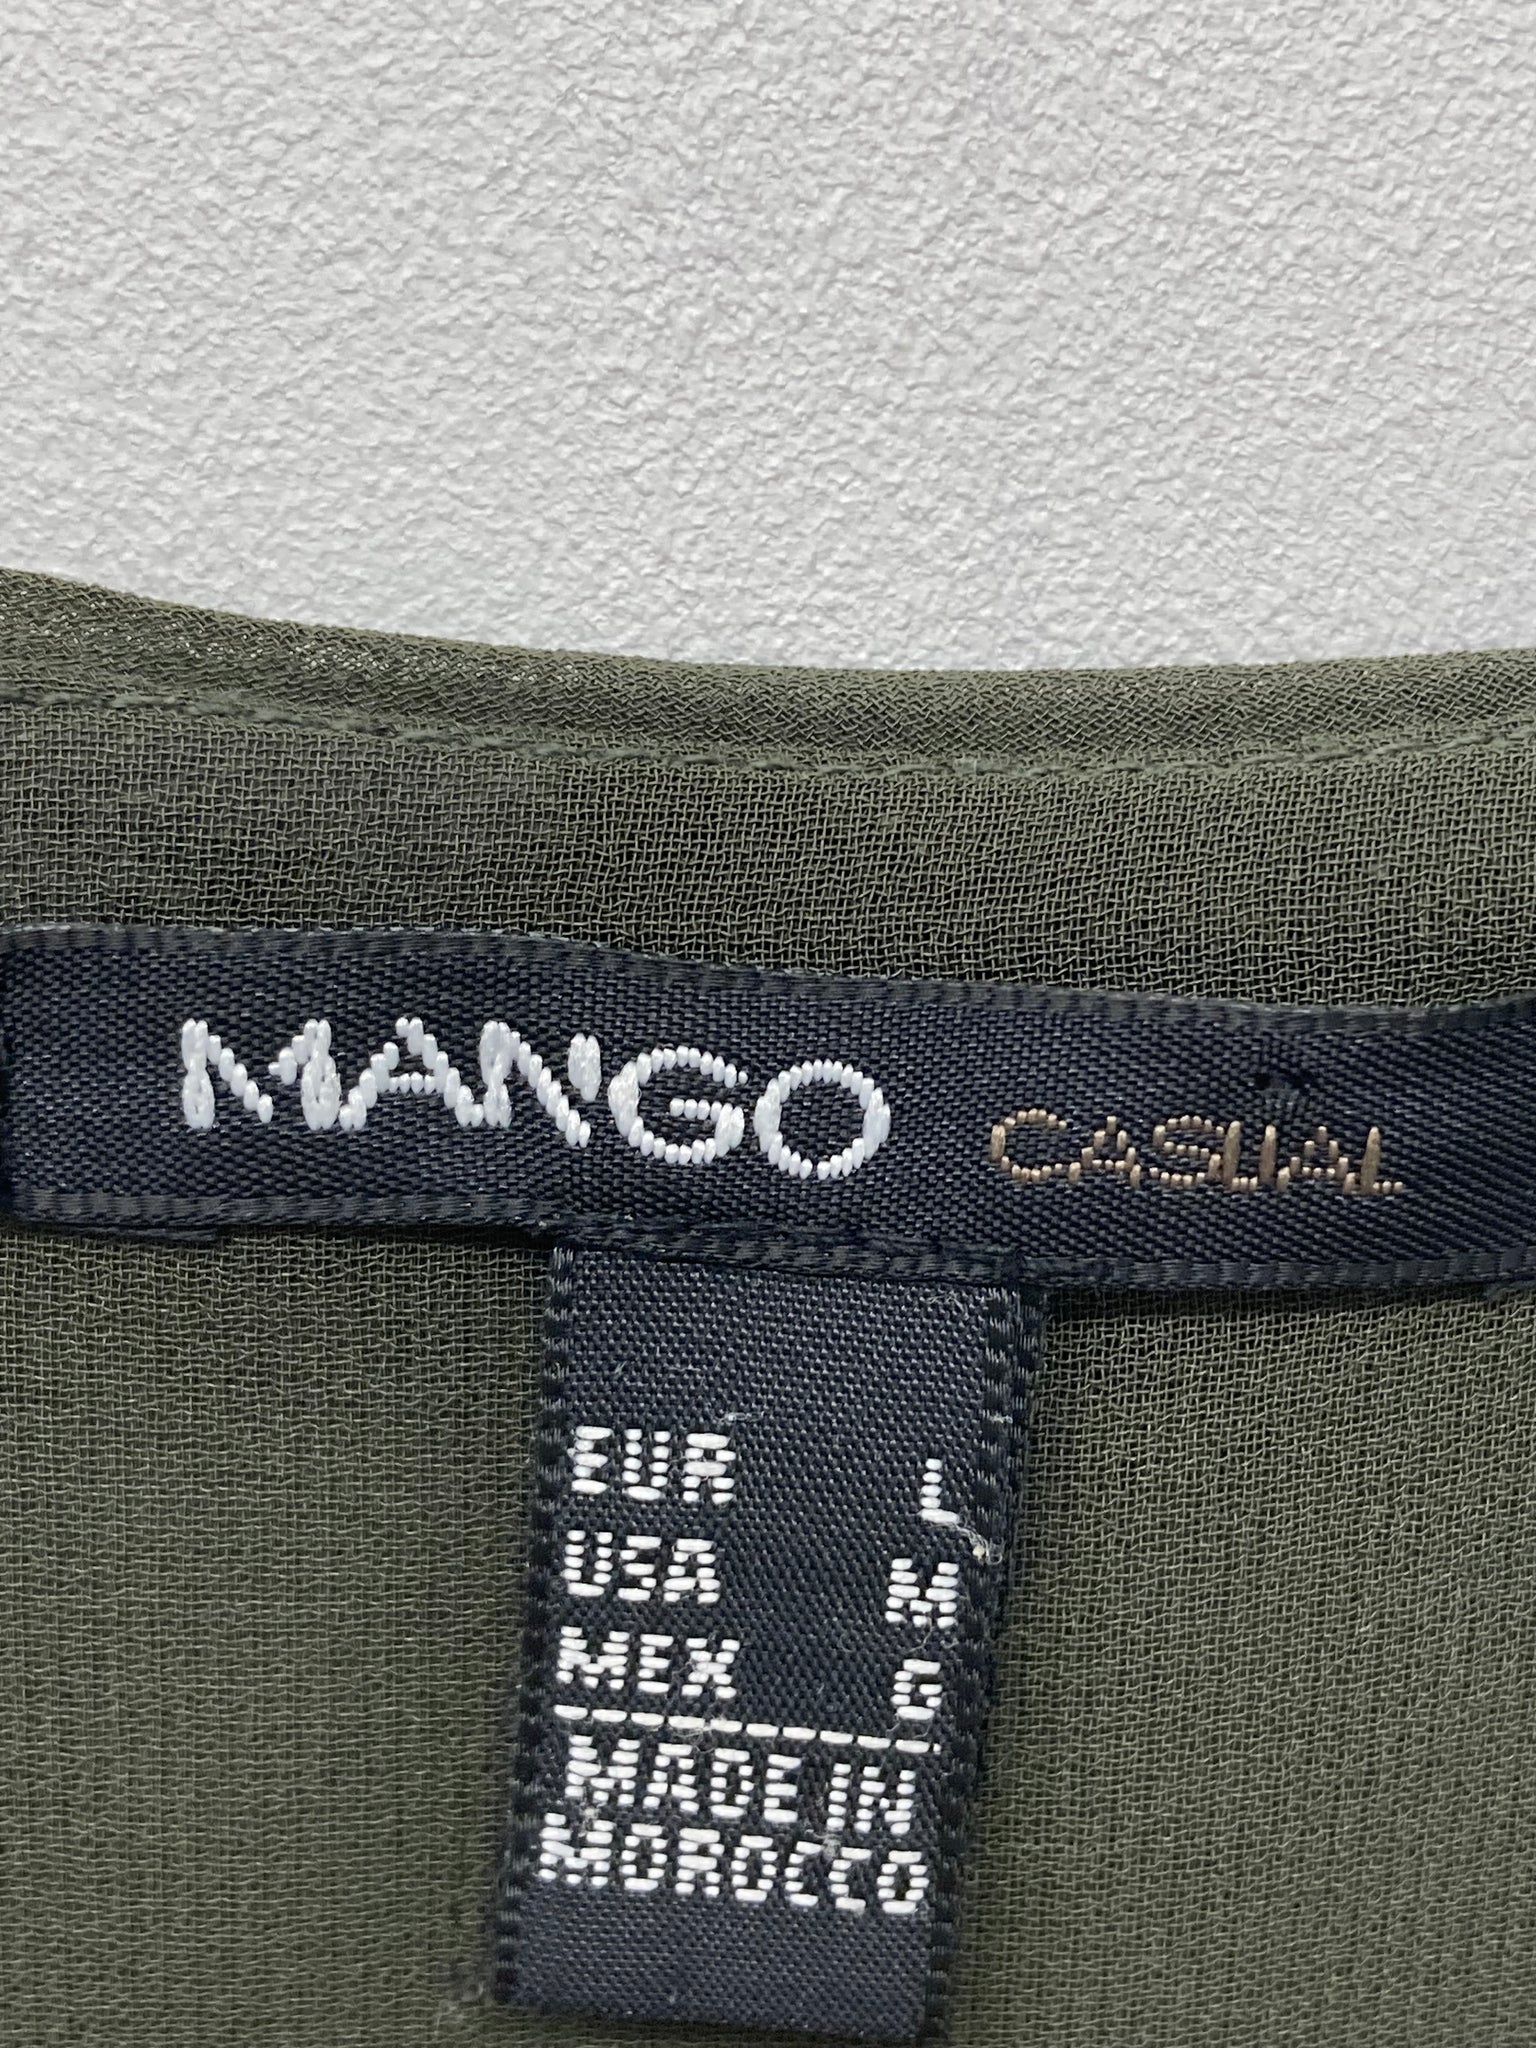 MANGO CASUAL
EUR L
USA M
MEX G
MADE IN
MOROCCO